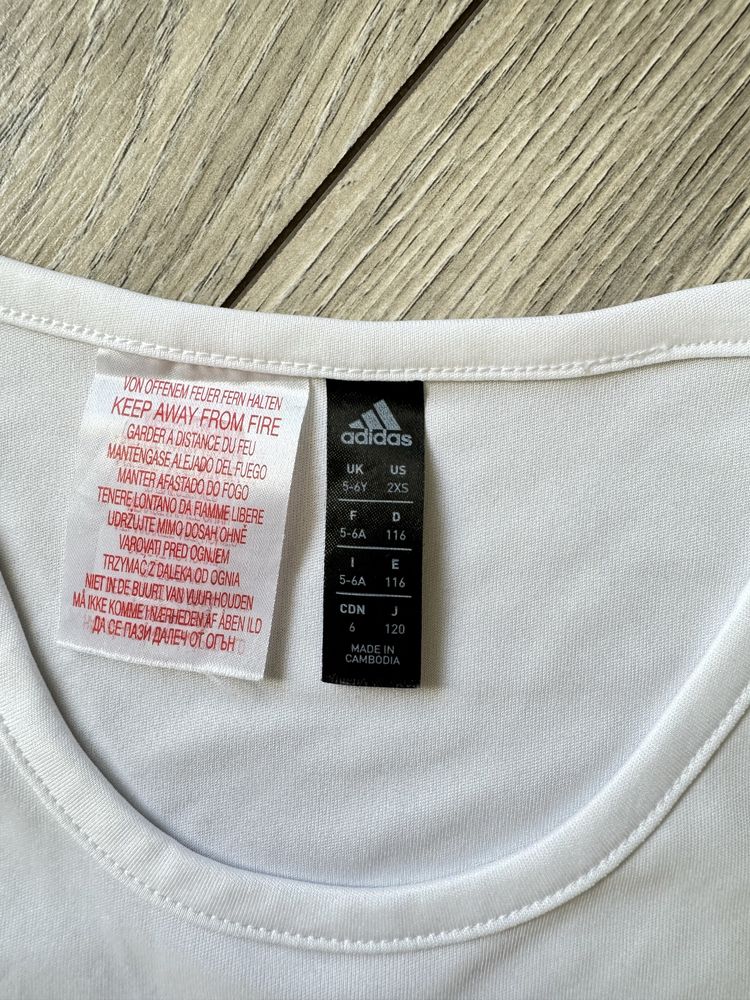 VON OFFENEM FEUER FERN HALTEN
KEEP AWAY FROM FIRE
GARDER A DISTANCE DU FEU
MANTÉNGASE ALEJADO DEL FUEGO
MANTER AFASTADO DO FOGO
TENERE LONTANO DA FIAMME LIBERE
UDRŽUJTE MIMO DOSAH OHNĚ
VAROVATI PRED OGNJEM
TRZYMAĆ Z DALEKA OD OGNIA
NIET IN DE BUURT VAN VUUR HOUDEN
MÅ IKKE KOMME I NÆRHEDEN AF ÅBEN ILD
ДА СЕ ПАЗИ ДАЛЕЧ ОТ ОГЪН
adidas
UK US
5-6Y 2XS
F D
5-6A 116
I E
5-6A 116
CDN J
6 120
MADE IN
CAMBODIA